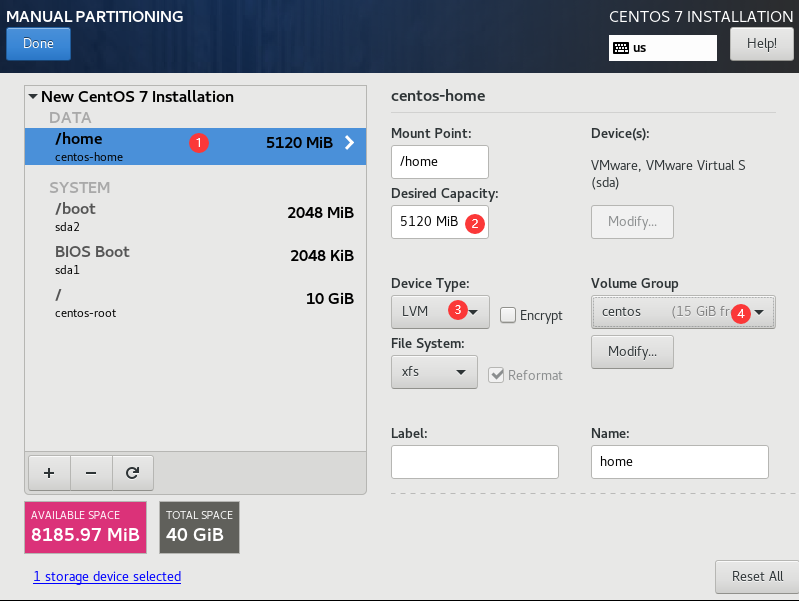 MANUAL PARTITIONING
CENTOS 7 INSTALLATION
Done
us
Help!
New CentOS 7 Installation
DATA
/home 1 5120 MiB
centos-home
SYSTEM
/boot 2048 MiB
sda2
BIOS Boot 2048 KiB
sda1
/ 10 GiB
centos-root
+ − 
AVAILABLE SPACE
8185.97 MiB
TOTAL SPACE
40 GiB
1 storage device selected
centos-home
Mount Point:
/home
Desired Capacity:
5120 MiB 2
Device(s):
VMware, VMware Virtual S
(sda)
Modify...
Device Type:
LVM 3
Encrypt
File System:
xfs
Reformat
Volume Group
centos (15 GiB fr 4
Modify...
Label:
Name:
home
Reset All